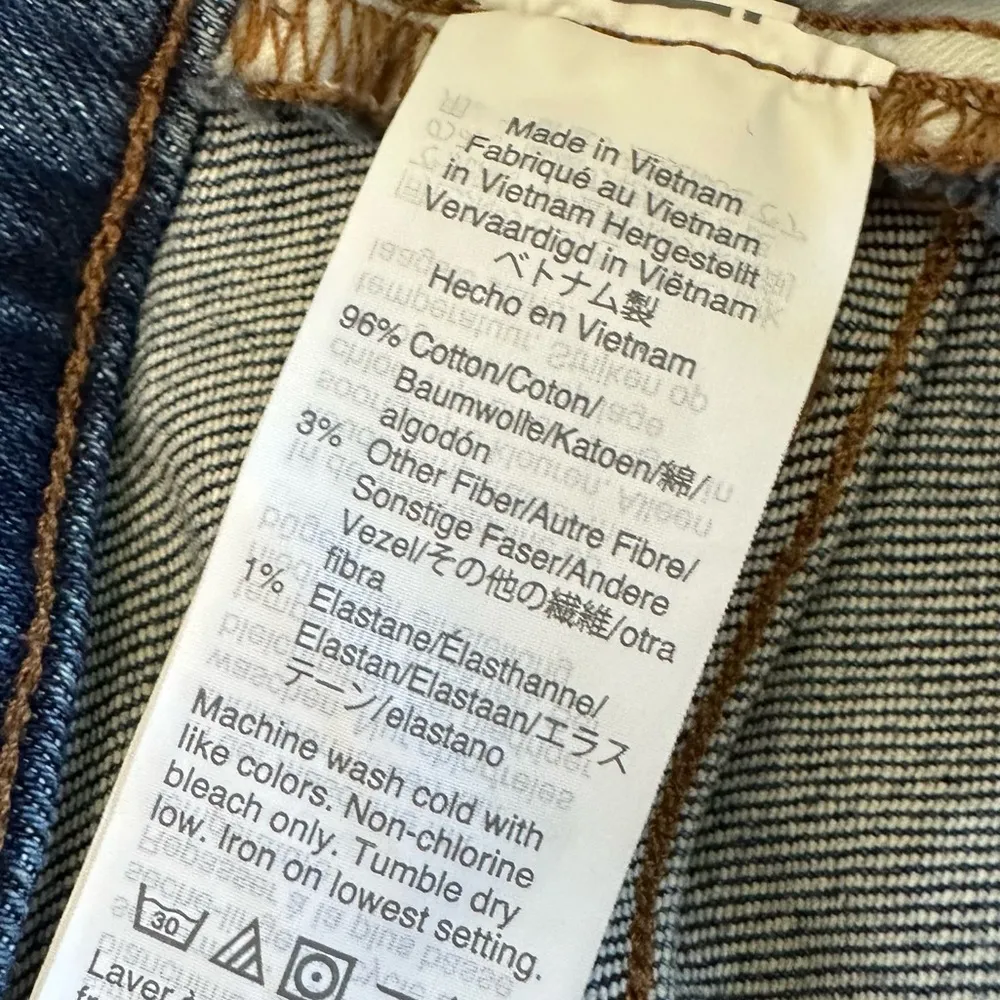 Made in Vietnam
Fabriqué au Vietnam
in Vietnam Hergestellt
Vervaardigd in Viëtnam
ベトナム製
Hecho en Vietnam
96% Cotton/Coton/
Baumwolle/Katoen/綿/
algodón
3% Other Fiber/Autre Fibre/
Sonstige Faser/Andere
Vezel/その他の繊維/otra
fibra
1% Elastane/Élasthanne/
Elastan/Elastaan/エラス
テーン/elastano
Machine wash cold with
like colors. Non-chlorine
bleach only. Tumble dry
low. Iron on lowest setting.
30
Laver